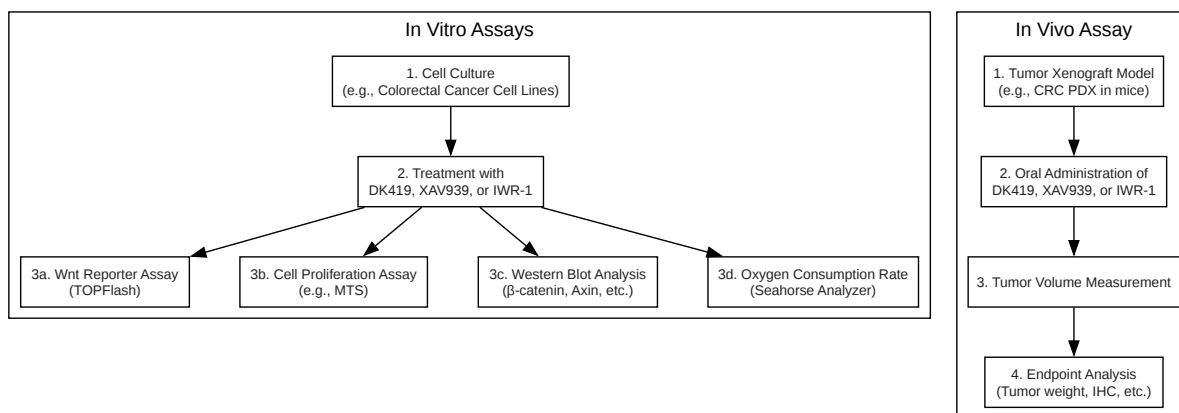 In Vitro Assays
1. Cell Culture
(e.g., Colorectal Cancer Cell Lines)
2. Treatment with
DK419, XAV939, or IWR-1
3a. Wnt Reporter Assay
(TOPFlash)
3b. Cell Proliferation Assay
(e.g., MTS)
3c. Western Blot Analysis
(β-catenin, Axin, etc.)
3d. Oxygen Consumption Rate
(Seahorse Analyzer)
In Vivo Assay
1. Tumor Xenograft Model
(e.g., CRC PDX in mice)
2. Oral Administration of
DK419, XAV939, or IWR-1
3. Tumor Volume Measurement
4. Endpoint Analysis
(Tumor weight, IHC, etc.)